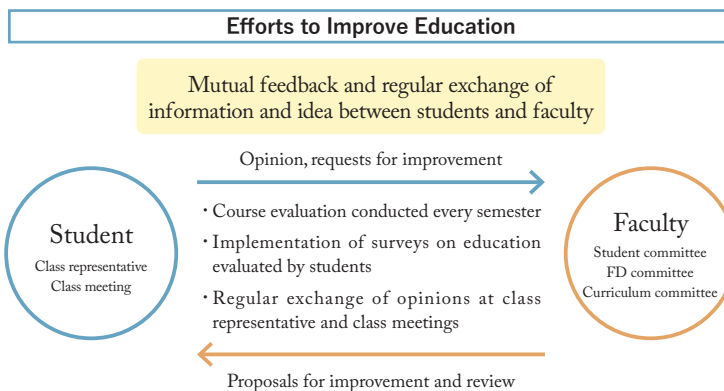 Efforts to Improve Education
Mutual feedback and regular exchange of
information and idea between students and faculty
Opinion, requests for improvement
Student
Class representative
Class meeting
・Course evaluation conducted every semester
・Implementation of surveys on education
evaluated by students
・Regular exchange of opinions at class
representative and class meetings
Faculty
Student committee
FD committee
Curriculum committee
Proposals for improvement and review